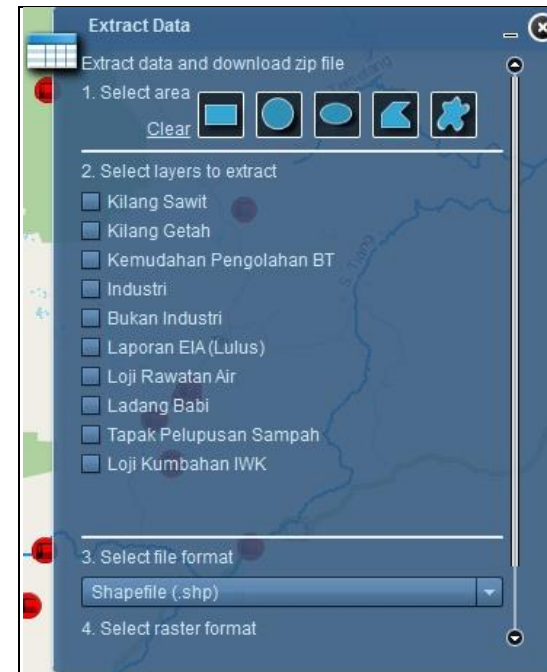 Extract Data
Extract data and download zip file
1. Select area
Clear
2. Select layers to extract
Kilang Sawit
Kilang Getah
Kemudahan Pengolahan BT
Industri
Bukan Industri
Laporan EIA (Lulus)
Loji Rawatan Air
Ladang Babi
Tapak Pelupusan Sampah
Loji Kumbahan IWK
3. Select file format
Shapefile (.shp)
4. Select raster format